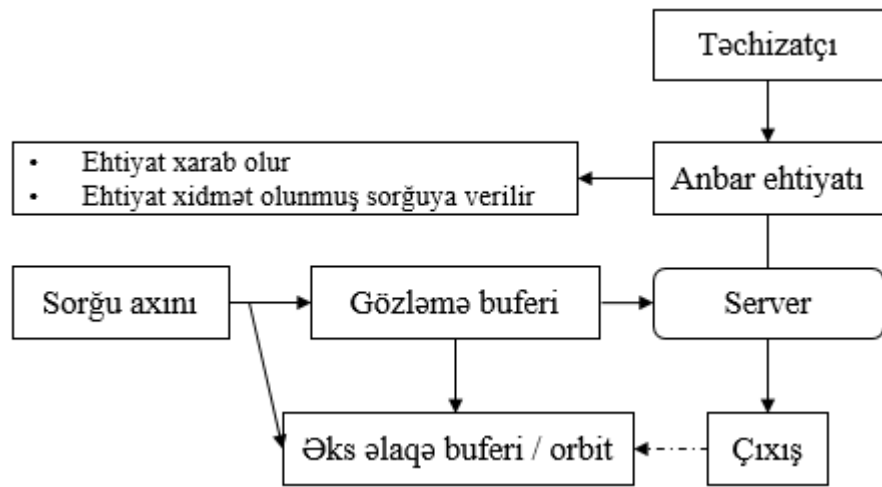 Təchizatçı
• Ehtiyat xarab olur
• Ehtiyat xidmət olunmuş sorğuya verilir
Anbar ehtiyatı
Sorğu axını
Gözləmə buferi
Server
Əks əlaqə buferi / orbit
Çıxış